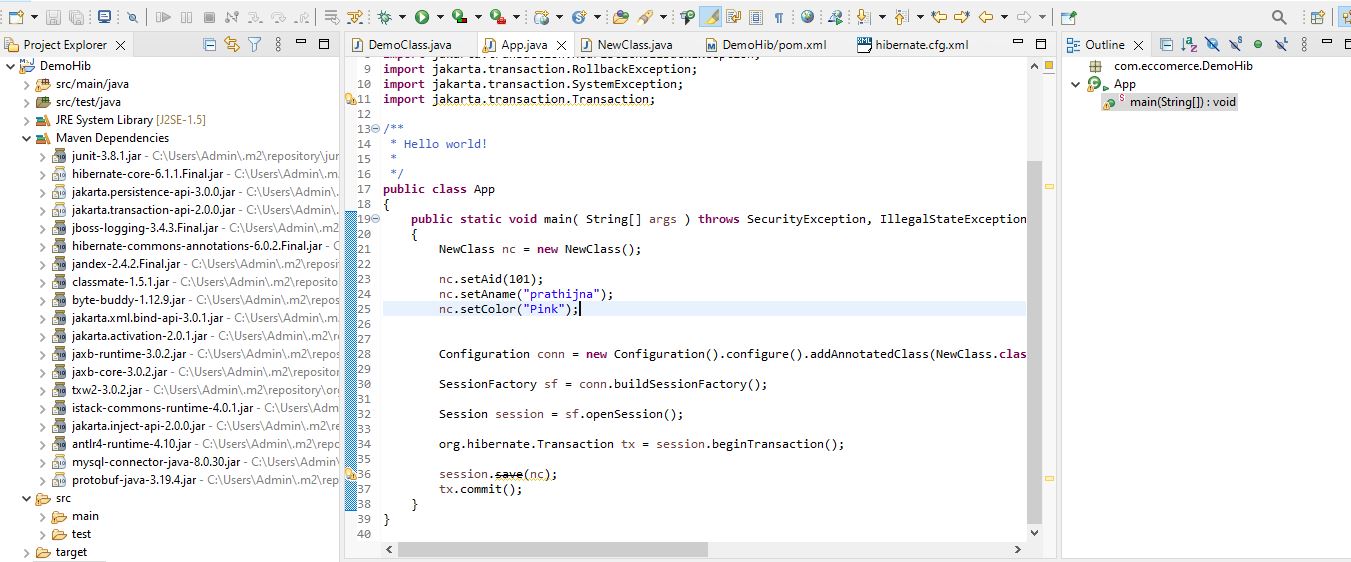 Project Explorer
DemoHib
src/main/java
src/test/java
JRE System Library [J2SE-1.5]
Maven Dependencies
junit-3.8.1.jar - C:\Users\Admin\.m2\repository\jur
hibernate-core-6.1.1.Final.jar - C:\Users\Admin\.m
jakarta.persistence-api-3.0.0.jar - C:\Users\Admin\.
jakarta.transaction-api-2.0.0.jar - C:\Users\Admin\.
jboss-logging-3.4.3.Final.jar - C:\Users\Admin\.m2
hibernate-commons-annotations-6.0.2.Final.jar - C
jandex-2.4.2.Final.jar - C:\Users\Admin\.m2\reposi
classmate-1.5.1.jar - C:\Users\Admin\.m2\reposito
byte-buddy-1.12.9.jar - C:\Users\Admin\.m2\repos
jakarta.xml.bind-api-3.0.1.jar - C:\Users\Admin\.m
jakarta.activation-2.0.1.jar - C:\Users\Admin\.m2\r
jaxb-runtime-3.0.2.jar - C:\Users\Admin\.m2\repos
jaxb-core-3.0.2.jar - C:\Users\Admin\.m2\reposito
txw2-3.0.2.jar - C:\Users\Admin\.m2\repository\or
istack-commons-runtime-4.0.1.jar - C:\Users\Adm
jakarta.inject-api-2.0.0.jar - C:\Users\Admin\.m2\r
antlr4-runtime-4.10.jar - C:\Users\Admin\.m2\repo
mysql-connector-java-8.0.30.jar - C:\Users\Admin\
protobuf-java-3.19.4.jar - C:\Users\Admin\.m2\rep
src
main
test
target
DemoClass.java App.java NewClass.java DemoHib/pom.xml hibernate.cfg.xml
9 import jakarta.transaction.RollbackException;
10 import jakarta.transaction.SystemException;
11 import jakarta.transaction.Transaction;
12
13 /**
14 * Hello world!
15 *
16 */
17 public class App
18 {
19 public static void main( String[] args ) throws SecurityException, IllegalStateException
20 {
21 NewClass nc = new NewClass();
22
23 nc.setAid(101);
24 nc.setAname("prathijna");
25 nc.setColor("Pink");
26
27
28 Configuration conn = new Configuration().configure().addAnnotatedClass(NewClass.clas
29
30 SessionFactory sf = conn.buildSessionFactory();
31
32 Session session = sf.openSession();
33
34 org.hibernate.Transaction tx = session.beginTransaction();
35
36 session.save(nc);
37 tx.commit();
38 }
39 }
40
Outline
com.eccomerce.DemoHib
App
main(String[]) : void